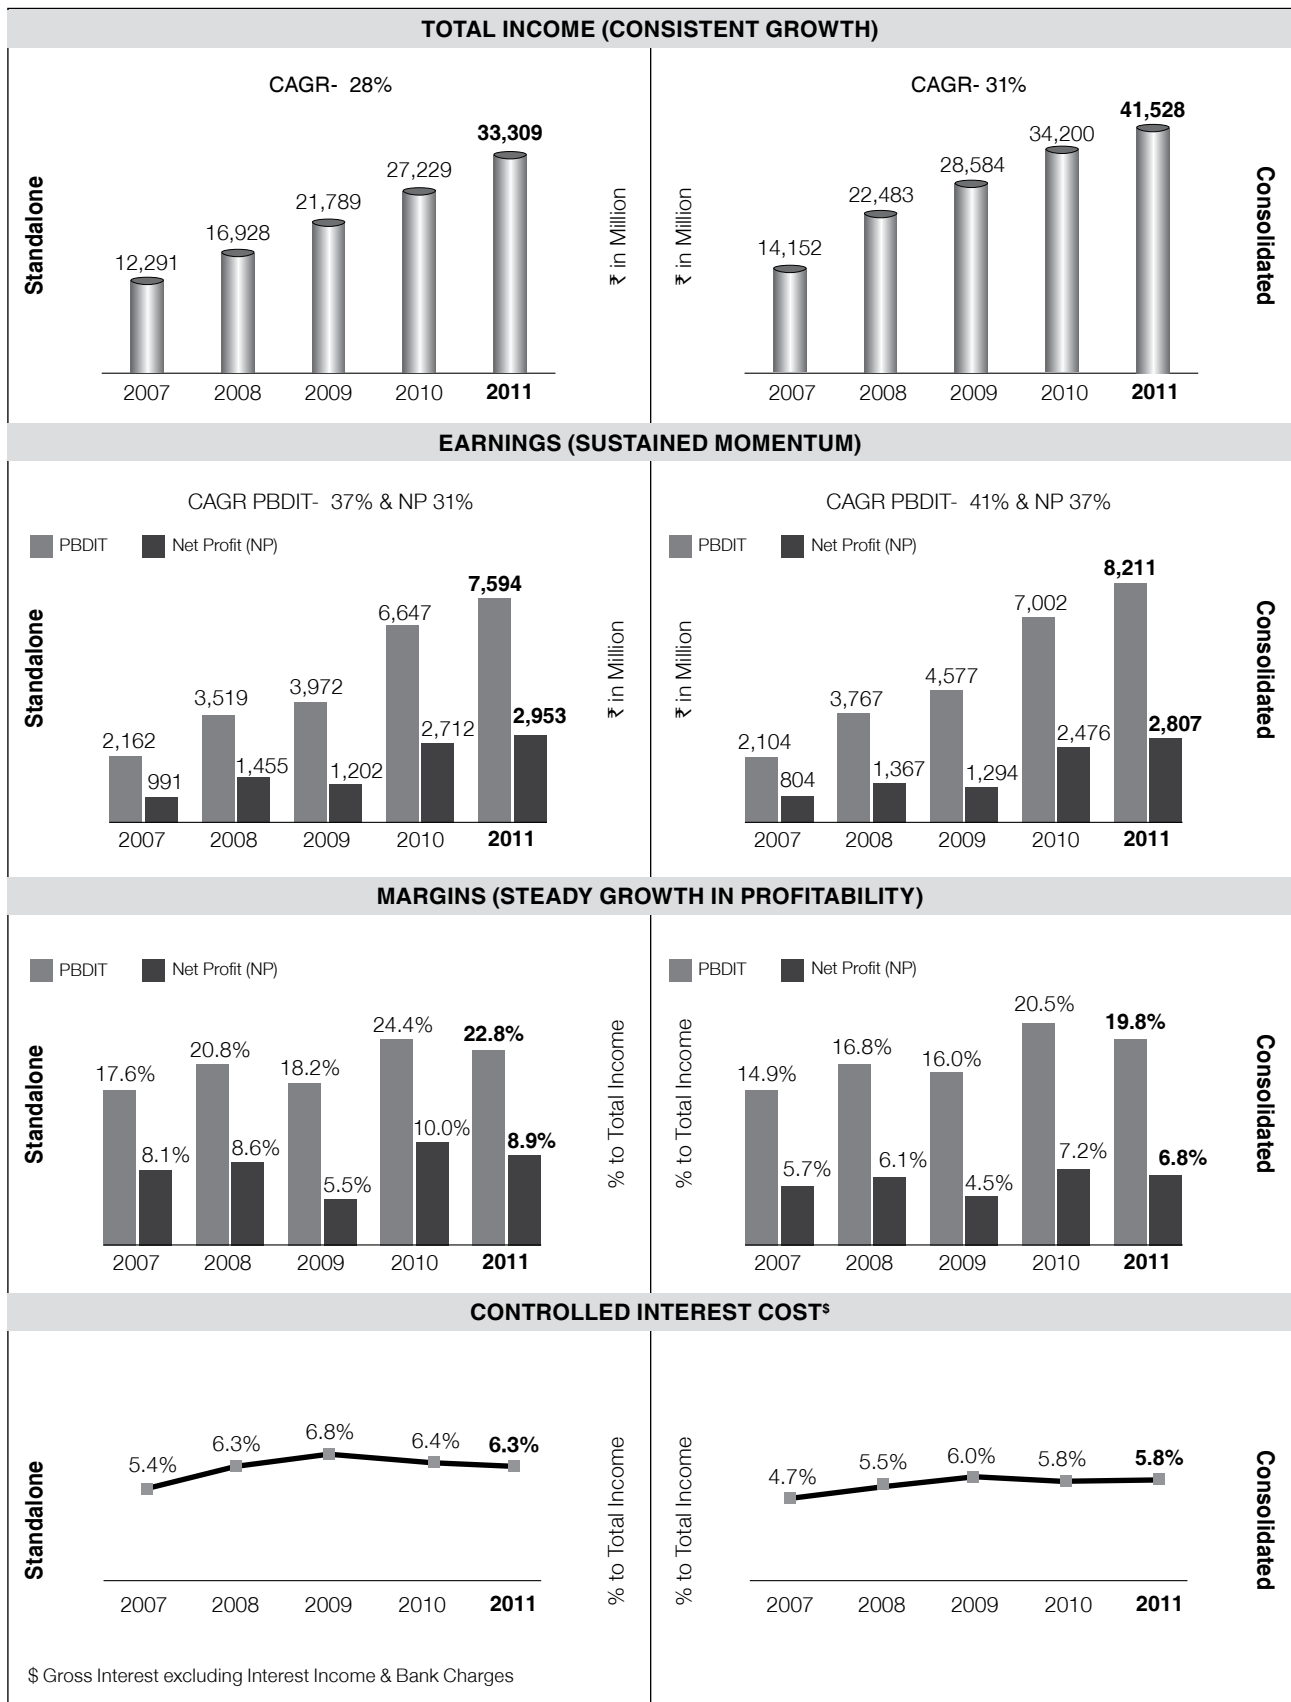 TOTAL INCOME (CONSISTENT GROWTH)
CAGR- 28%
Standalone
12,291
16,928
21,789
27,229
33,309
2007 2008 2009 2010 2011
₹ in Million
CAGR- 31%
₹ in Million
14,152
22,483
28,584
34,200
41,528
2007 2008 2009 2010 2011
Consolidated
EARNINGS (SUSTAINED MOMENTUM)
CAGR PBDIT- 37% & NP 31%
PBDIT Net Profit (NP)
Standalone
2,162 991
3,519 1,455
3,972 1,202
6,647 2,712
7,594 2,953
2007 2008 2009 2010 2011
₹ in Million
CAGR PBDIT- 41% & NP 37%
PBDIT Net Profit (NP)
₹ in Million
2,104 804
3,767 1,367
4,577 1,294
7,002 2,476
8,211 2,807
2007 2008 2009 2010 2011
Consolidated
MARGINS (STEADY GROWTH IN PROFITABILITY)
PBDIT Net Profit (NP)
Standalone
17.6% 8.1%
20.8% 8.6%
18.2% 5.5%
24.4% 10.0%
22.8% 8.9%
2007 2008 2009 2010 2011
% to Total Income
PBDIT Net Profit (NP)
% to Total Income
14.9% 5.7%
16.8% 6.1%
16.0% 4.5%
20.5% 7.2%
19.8% 6.8%
2007 2008 2009 2010 2011
Consolidated
CONTROLLED INTEREST COST$
Standalone
5.4% 6.3% 6.8% 6.4% 6.3%
2007 2008 2009 2010 2011
% to Total Income
% to Total Income
4.7% 5.5% 6.0% 5.8% 5.8%
2007 2008 2009 2010 2011
Consolidated
$ Gross Interest excluding Interest Income & Bank Charges